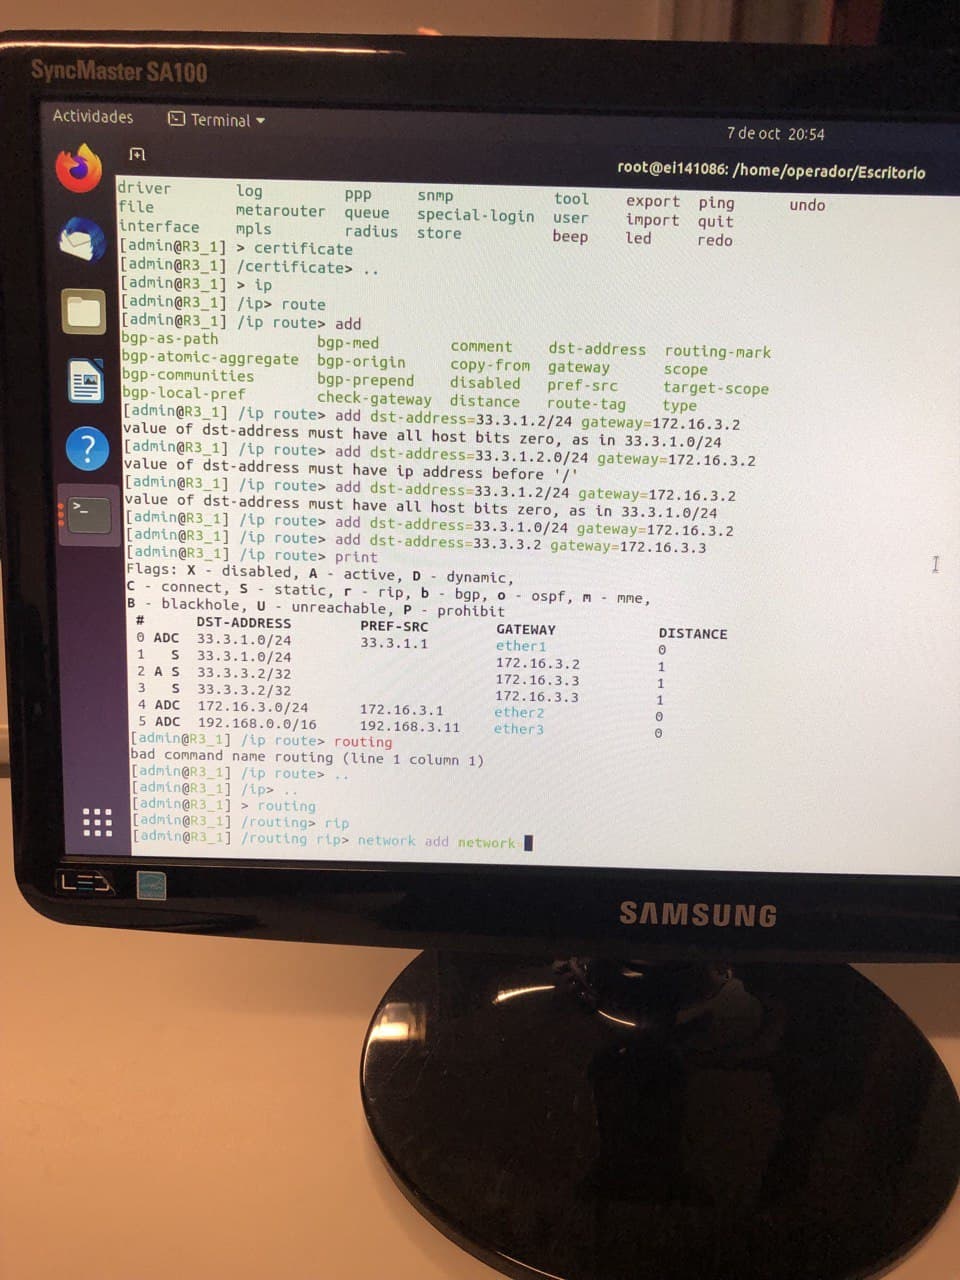 SyncMaster SA100
Actividades Terminal
7 de oct 20:54
root@ei141086: /home/operador/Escritorio
driver log ppp snmp tool export ping undo
file metarouter queue special-login user import quit
interface mpls radius store beep led redo
[admin@R3_1] > certificate
[admin@R3_1] /certificate> ..
[admin@R3_1] > ip
[admin@R3_1] /ip> route
[admin@R3_1] /ip route> add
bgp-as-path bgp-med comment dst-address routing-mark
bgp-atomic-aggregate bgp-origin copy-from gateway scope
bgp-communities bgp-prepend disabled pref-src target-scope
bgp-local-pref check-gateway distance route-tag type
[admin@R3_1] /ip route> add dst-address=33.3.1.2/24 gateway=172.16.3.2
value of dst-address must have all host bits zero, as in 33.3.1.0/24
[admin@R3_1] /ip route> add dst-address=33.3.1.2.0/24 gateway=172.16.3.2
value of dst-address must have ip address before '/'
[admin@R3_1] /ip route> add dst-address=33.3.1.2/24 gateway=172.16.3.2
value of dst-address must have all host bits zero, as in 33.3.1.0/24
[admin@R3_1] /ip route> add dst-address=33.3.1.0/24 gateway=172.16.3.2
[admin@R3_1] /ip route> add dst-address=33.3.3.2 gateway=172.16.3.3
[admin@R3_1] /ip route> print
Flags: X - disabled, A - active, D - dynamic,
C - connect, S - static, r - rip, b - bgp, o - ospf, m - mme,
B - blackhole, U - unreachable, P - prohibit
# DST-ADDRESS PREF-SRC GATEWAY DISTANCE
0 ADC 33.3.1.0/24 33.3.1.1 ether1 0
1 S 33.3.1.0/24 172.16.3.2 1
2 A S 33.3.3.2/32 172.16.3.3 1
3 S 33.3.3.2/32 172.16.3.3 1
4 ADC 172.16.3.0/24 172.16.3.1 ether2 0
5 ADC 192.168.0.0/16 192.168.3.11 ether3 0
[admin@R3_1] /ip route> routing
bad command name routing (line 1 column 1)
[admin@R3_1] /ip route> ..
[admin@R3_1] /ip> ..
[admin@R3_1] > routing
[admin@R3_1] /routing> rip
[admin@R3_1] /routing rip> network add network=
LED
SAMSUNG